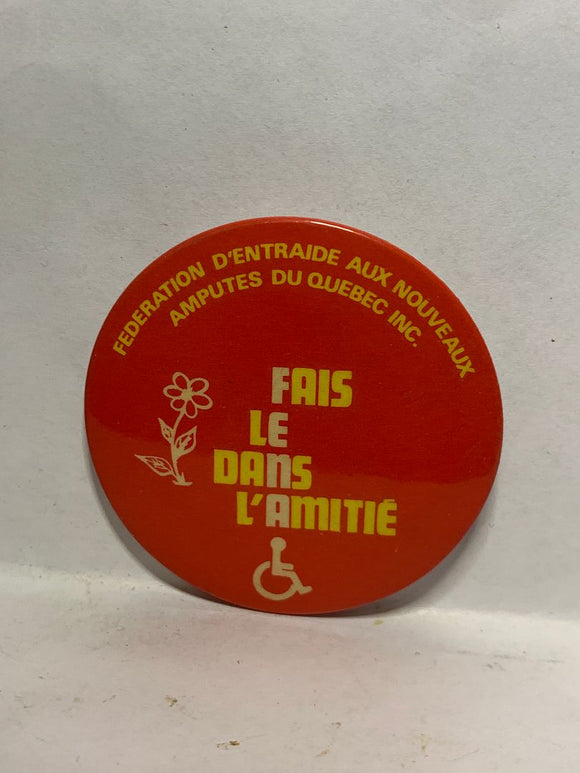 FEDERATION D'ENTRAIDE AUX NOUVEAUX
AMPUTES DU QUEBEC INC.
FAIS
LE
DANS
L'AMITIÉ